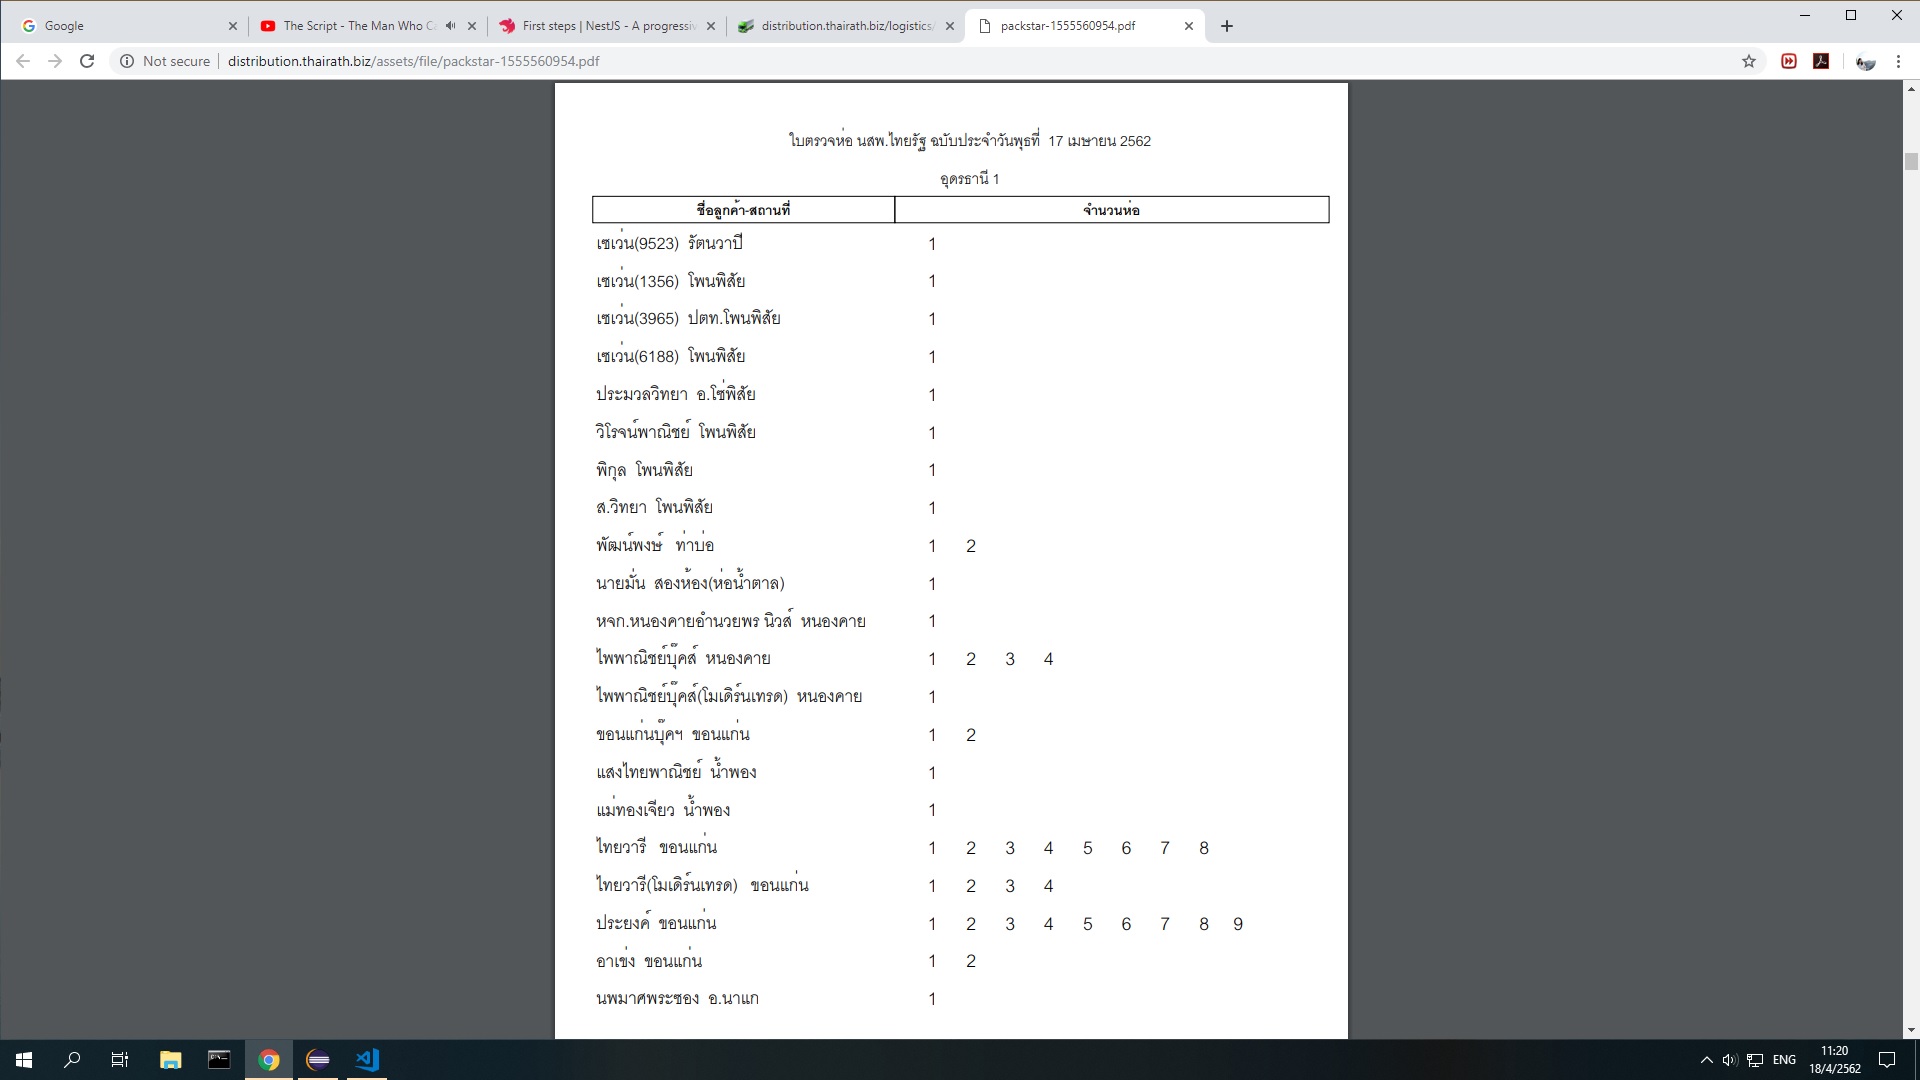 Google
The Script - The Man Who Ca
First steps | NestJS - A progressiv
distribution.thairath.biz/logistics/
packstar-1555560954.pdf
Not secure | distribution.thairath.biz/assets/file/packstar-1555560954.pdf
ใบตรวจห่อ นสพ.ไทยรัฐ ฉบับประจำวันพุธที่ 17 เมษายน 2562
อุดรธานี 1
ชื่อลูกค้า-สถานที่ จำนวนห่อ
เซเว่น(9523) รัตนวาปี 1
เซเว่น(1356) โพนพิสัย 1
เซเว่น(3965) ปตท.โพนพิสัย 1
เซเว่น(6188) โพนพิสัย 1
ประมวลวิทยา อ.โซ่พิสัย 1
วิโรจน์พาณิชย์ โพนพิสัย 1
พิกุล โพนพิสัย 1
ส.วิทยา โพนพิสัย 1
พัฒน์พงษ์ ท่าบ่อ 1 2
นายมั่น สองห้อง(ห่อน้ำตาล) 1
หจก.หนองคายอำนวยพร นิวส์ หนองคาย 1
ไพพาณิชย์บุ๊คส์ หนองคาย 1 2 3 4
ไพพาณิชย์บุ๊คส์(โมเดิร์นเทรด) หนองคาย 1
ขอนแก่นบุ๊คฯ ขอนแก่น 1 2
แสงไทยพาณิชย์ น้ำพอง 1
แม่ทองเจียว น้ำพอง 1
ไทยวารี ขอนแก่น 1 2 3 4 5 6 7 8
ไทยวารี(โมเดิร์นเทรด) ขอนแก่น 1 2 3 4
ประยงค์ ขอนแก่น 1 2 3 4 5 6 7 8 9
อาเข่ง ขอนแก่น 1 2
นพมาศพระซอง อ.นาแก 1
ENG
11:20
18/4/2562